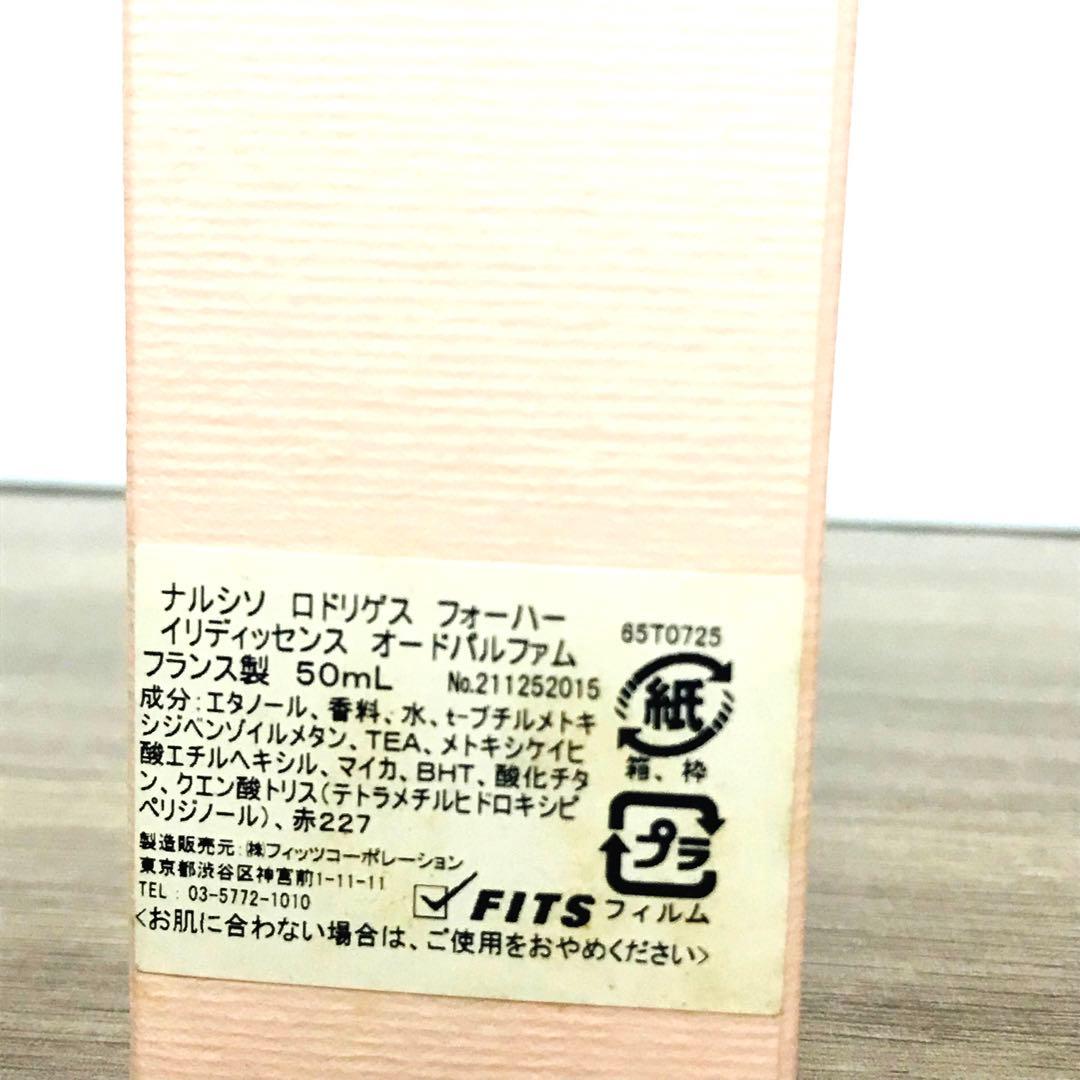 ナルシソ ロドリゲス フォーハー
イリディッセンス オードパルファム
フランス製 50mL No.211252015
65T0725
成分:エタノール、香料、水、t-ブチルメトキ
シジベンゾイルメタン、TEA、メトキシケイヒ
酸エチルヘキシル、マイカ、BHT、酸化チタ
ン、クエン酸トリス(テトラメチルヒドロキシピ
ペリジノール)、赤227
紙
箱、枠
プラ
フィルム
製造販売元:㈱フィッツコーポレーション
東京都渋谷区神宮前1-11-11
TEL:03-5772-1010
FITS
<お肌に合わない場合は、ご使用をおやめください>